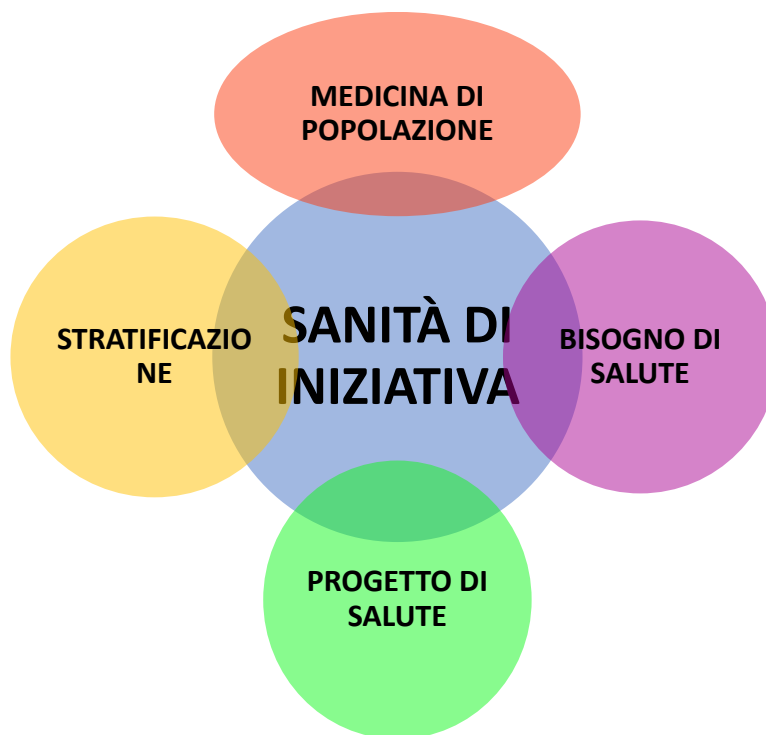 MEDICINA DI
POPOLAZIONE
STRATIFICAZIO
NE
SANITÀ DI
INIZIATIVA
BISOGNO DI
SALUTE
PROGETTO DI
SALUTE